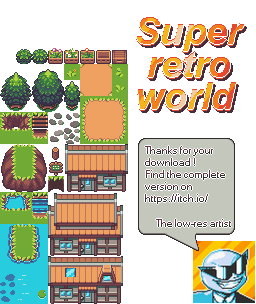 Super
retro
world
Thanks for your
download !
Find the complete
version on
https://itch.io/
The low-res artist